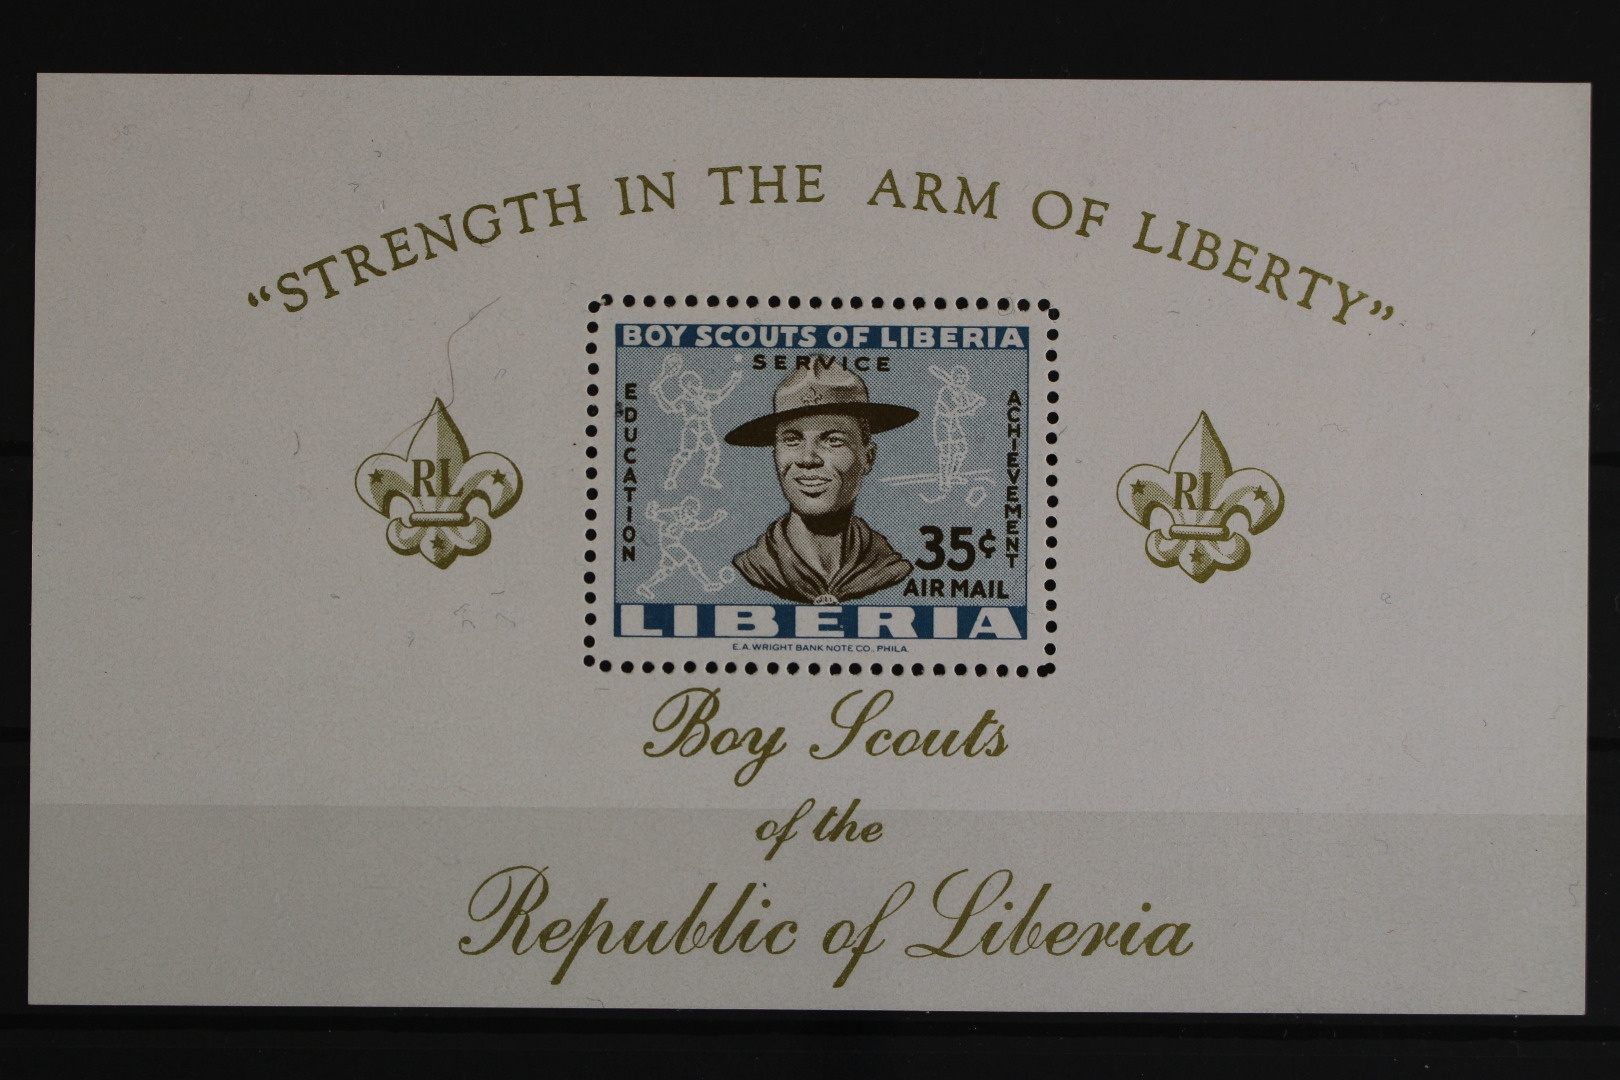 “STRENGTH IN THE ARM OF LIBERTY”
BOY SCOUTS OF LIBERIA
SERVICE
EDUCATION
ACHIEVEMENT
RL
RL
35¢
AIR MAIL
LIBERIA
E.A. WRIGHT BANK NOTE CO., PHILA.
Boy Scouts
of the
Republic of Liberia